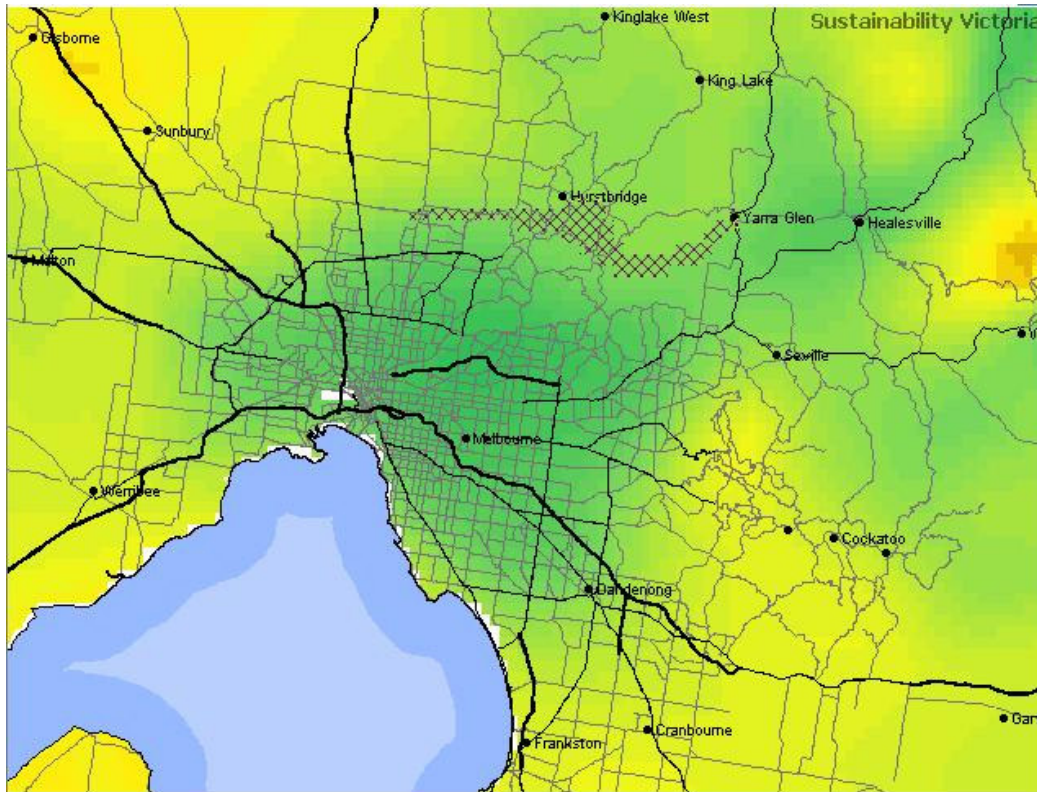 Kinglake West
Sustainability Victoria
Gisborne
King Lake
Sunbury
Hurstbridge
Yarra Glen
Healesville
Melton
Seville
Melbourne
Werribee
Cockatoo
Dandenong
Gar
Cranbourne
Frankston